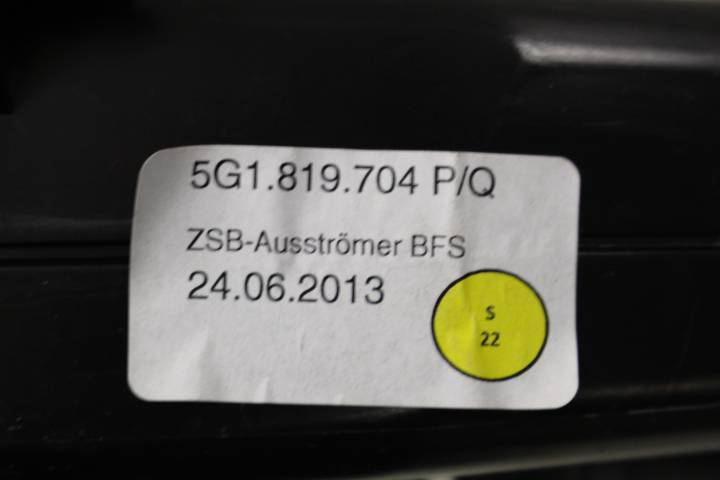 5G1.819.704 P/Q
ZSB-Ausströmer BFS
24.06.2013
S
22